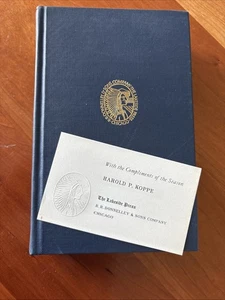 With the Compliments of the Season
HAROLD P. KOPPE
The Lakeside Press
R. R. DONNELLEY & SONS COMPANY
CHICAGO